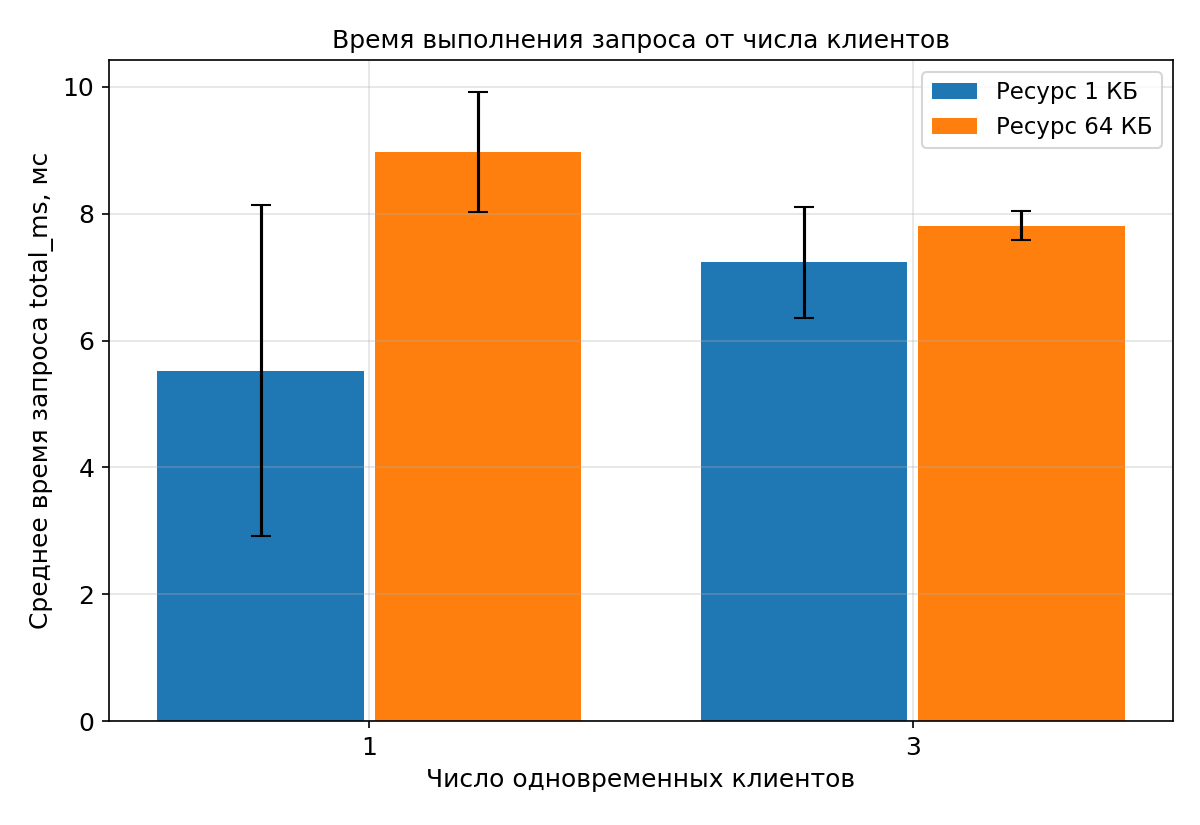 Время выполнения запроса от числа клиентов
Среднее время запроса total_ms, мс
10
8
6
4
2
0
Ресурс 1 КБ
Ресурс 64 КБ
1
3
Число одновременных клиентов